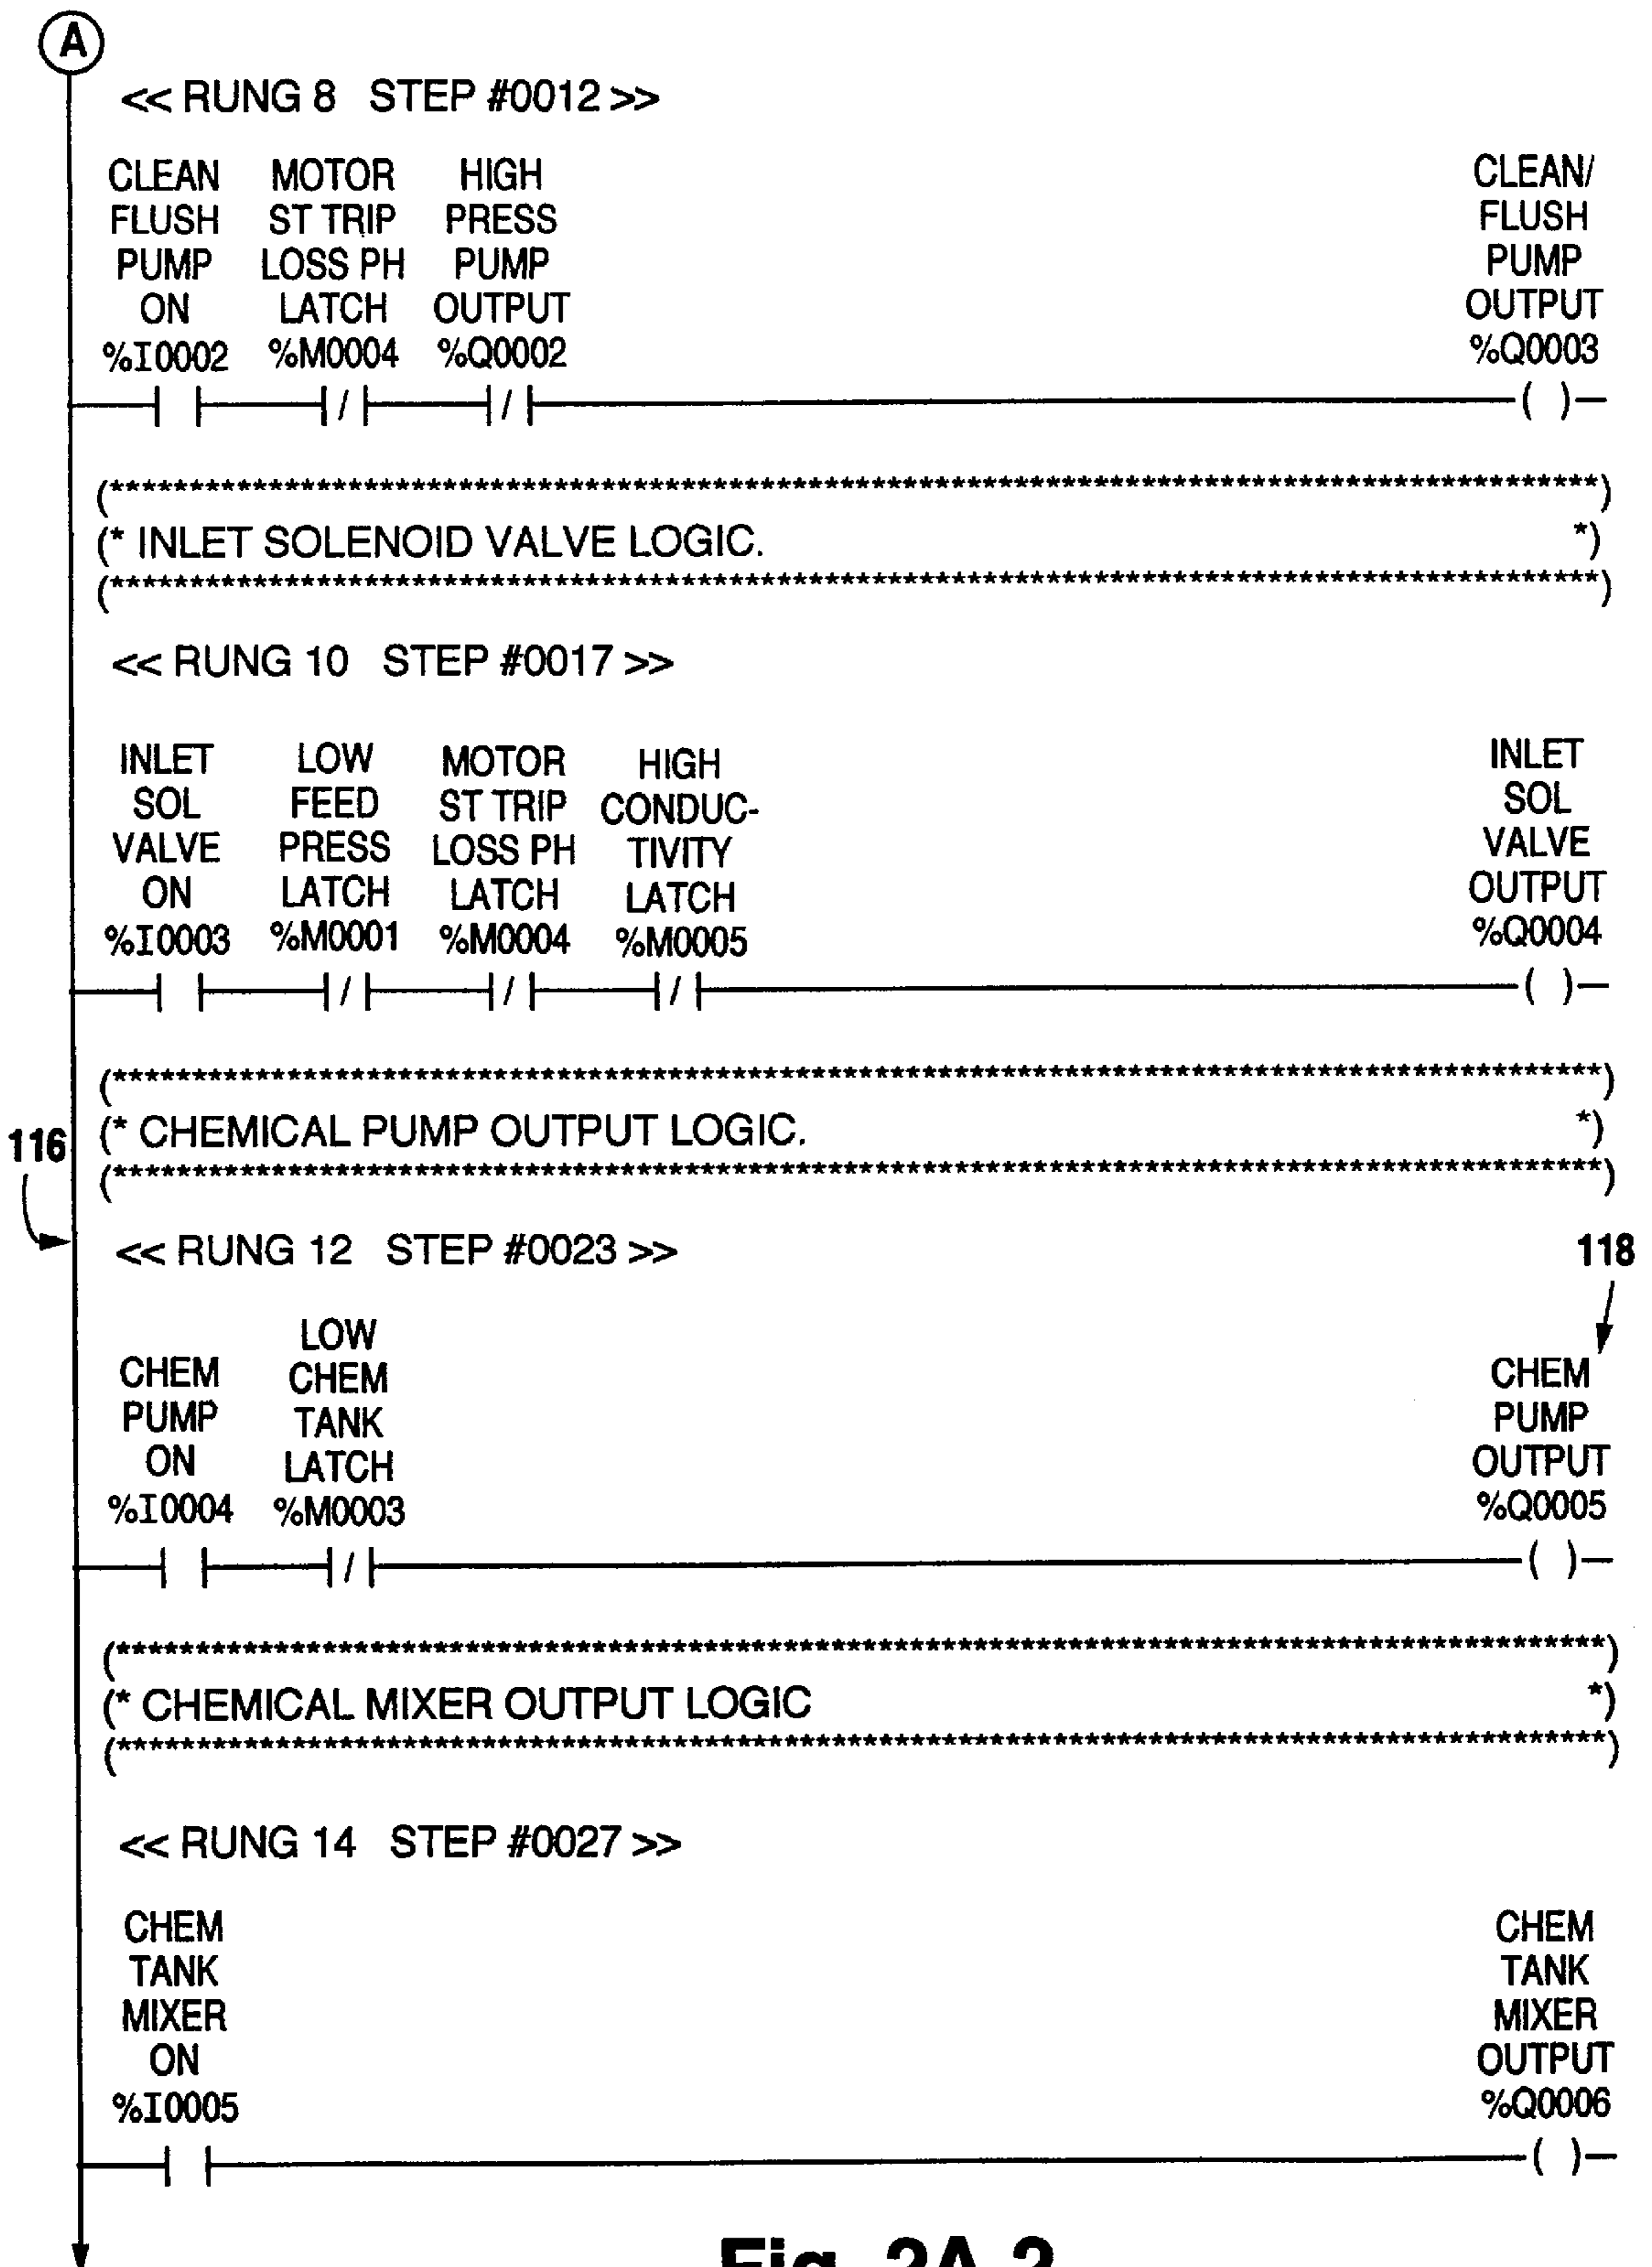 A
<< RUNG 8 STEP #0012 >>
CLEAN MOTOR HIGH CLEAN/
FLUSH ST TRIP PRESS FLUSH
PUMP LOSS PH PUMP PUMP
ON LATCH OUTPUT OUTPUT
%I0002 %M0004 %Q0002 %Q0003
(* INLET SOLENOID VALVE LOGIC. *)
<< RUNG 10 STEP #0017 >>
INLET LOW MOTOR HIGH INLET
SOL FEED ST TRIP CONDUC- SOL
VALVE PRESS LOSS PH TIVITY VALVE
ON LATCH LATCH LATCH OUTPUT
%I0003 %M0001 %M0004 %M0005 %Q0004
(* CHEMICAL PUMP OUTPUT LOGIC. *)
116
<< RUNG 12 STEP #0023 >>
118
LOW
CHEM CHEM CHEM
PUMP TANK PUMP
ON LATCH OUTPUT
%I0004 %M0003 %Q0005
(* CHEMICAL MIXER OUTPUT LOGIC *)
<< RUNG 14 STEP #0027 >>
CHEM CHEM
TANK TANK
MIXER MIXER
ON OUTPUT
%I0005 %Q0006
Fig. 2A-2